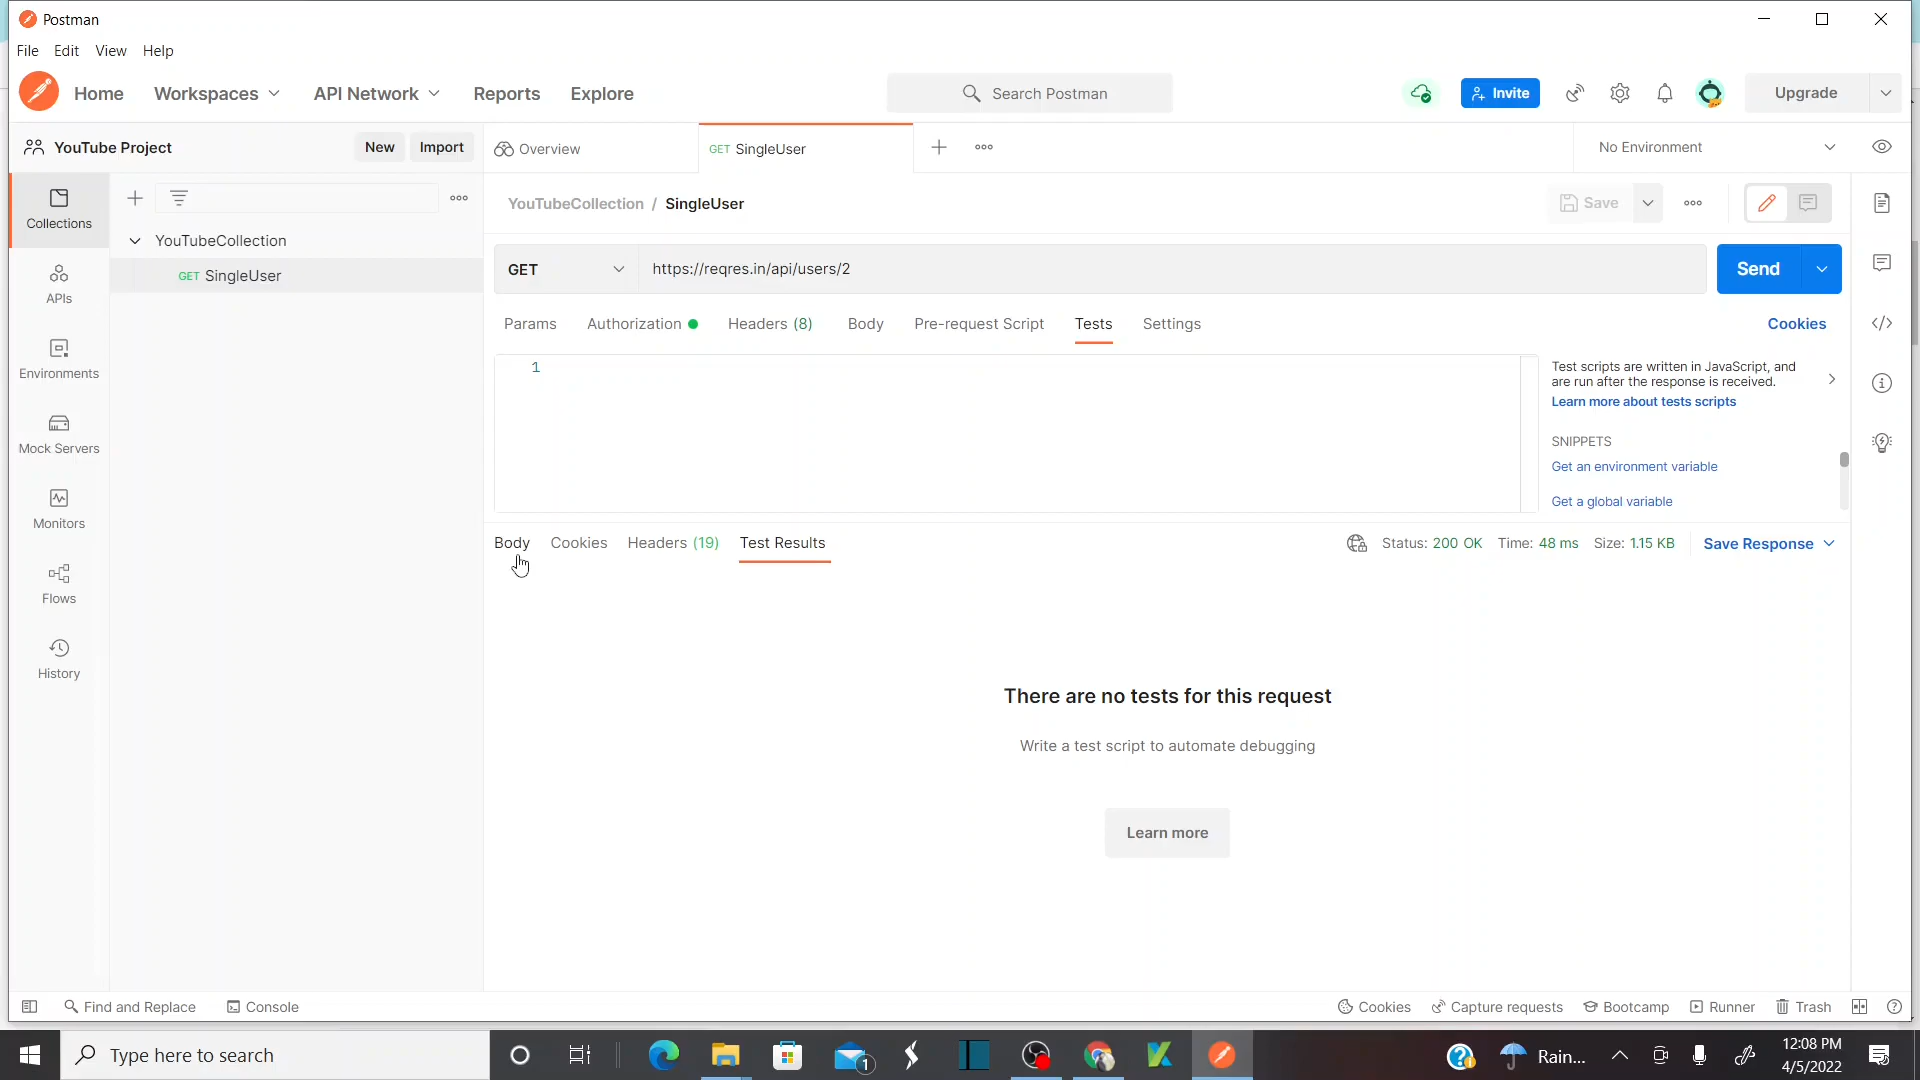 Postman
File Edit View Help
Home Workspaces API Network Reports Explore Search Postman Invite Upgrade
YouTube Project New Import Overview GET SingleUser No Environment
Collections
APIs
Environments
Mock Servers
Monitors
Flows
History
YouTubeCollection
GET SingleUser
YouTubeCollection / SingleUser Save
GET https://reqres.in/api/users/2 Send
Params Authorization Headers (8) Body Pre-request Script Tests Settings Cookies
1
Test scripts are written in JavaScript, and
are run after the response is received.
Learn more about tests scripts
SNIPPETS
Get an environment variable
Get a global variable
Body Cookies Headers (19) Test Results Status: 200 OK Time: 48 ms Size: 1.15 KB Save Response
There are no tests for this request
Write a test script to automate debugging
Learn more
Find and Replace Console Cookies Capture requests Bootcamp Runner Trash
Type here to search 1 Rain... 12:08 PM
4/5/2022